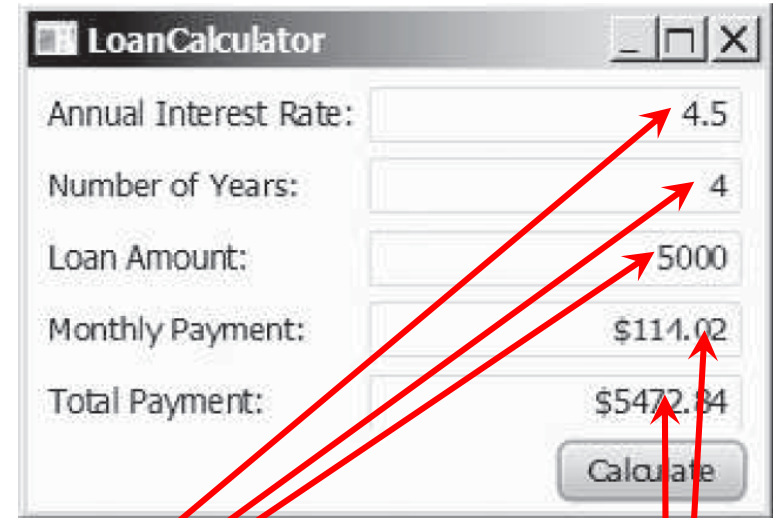 LoanCalculator
Annual Interest Rate: 4.5
Number of Years: 4
Loan Amount: 5000
Monthly Payment: $114.02
Total Payment: $5472.84
Calculate